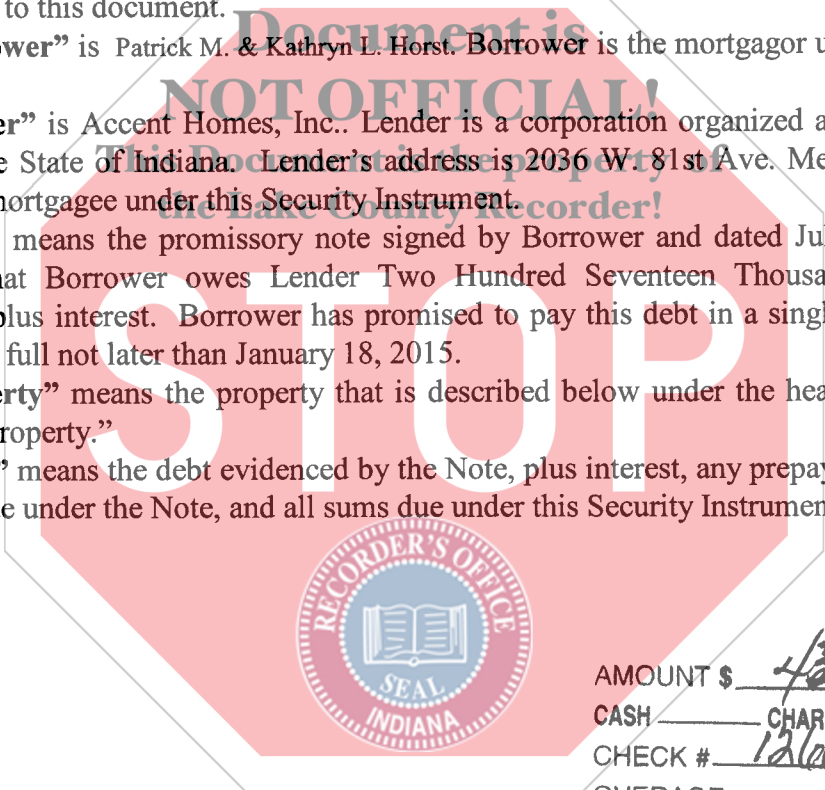 to this document.
Document is
ower” is Patrick M. & Kathryn L. Horst. Borrower is the mortgagor u
NOT OFFICIAL!
er” is Accent Homes, Inc.. Lender is a corporation organized a
e State of Indiana. Lender's address is 2036 W. 81st Ave. Me
This Document is the property of
nortgagee under this Security Instrument.
the Lake County Recorder!
means the promissory note signed by Borrower and dated Jul
nat Borrower owes Lender Two Hundred Seventeen Thousa
plus interest. Borrower has promised to pay this debt in a singl
full not later than January 18, 2015.
STOP
erty” means the property that is described below under the hea
roperty.”
” means the debt evidenced by the Note, plus interest, any prepay
e under the Note, and all sums due under this Security Instrumen
RECORDER'S OFFICE
SEAL
INDIANA
AMOUNT $
CASH CHAR
CHECK #
OVERAGE